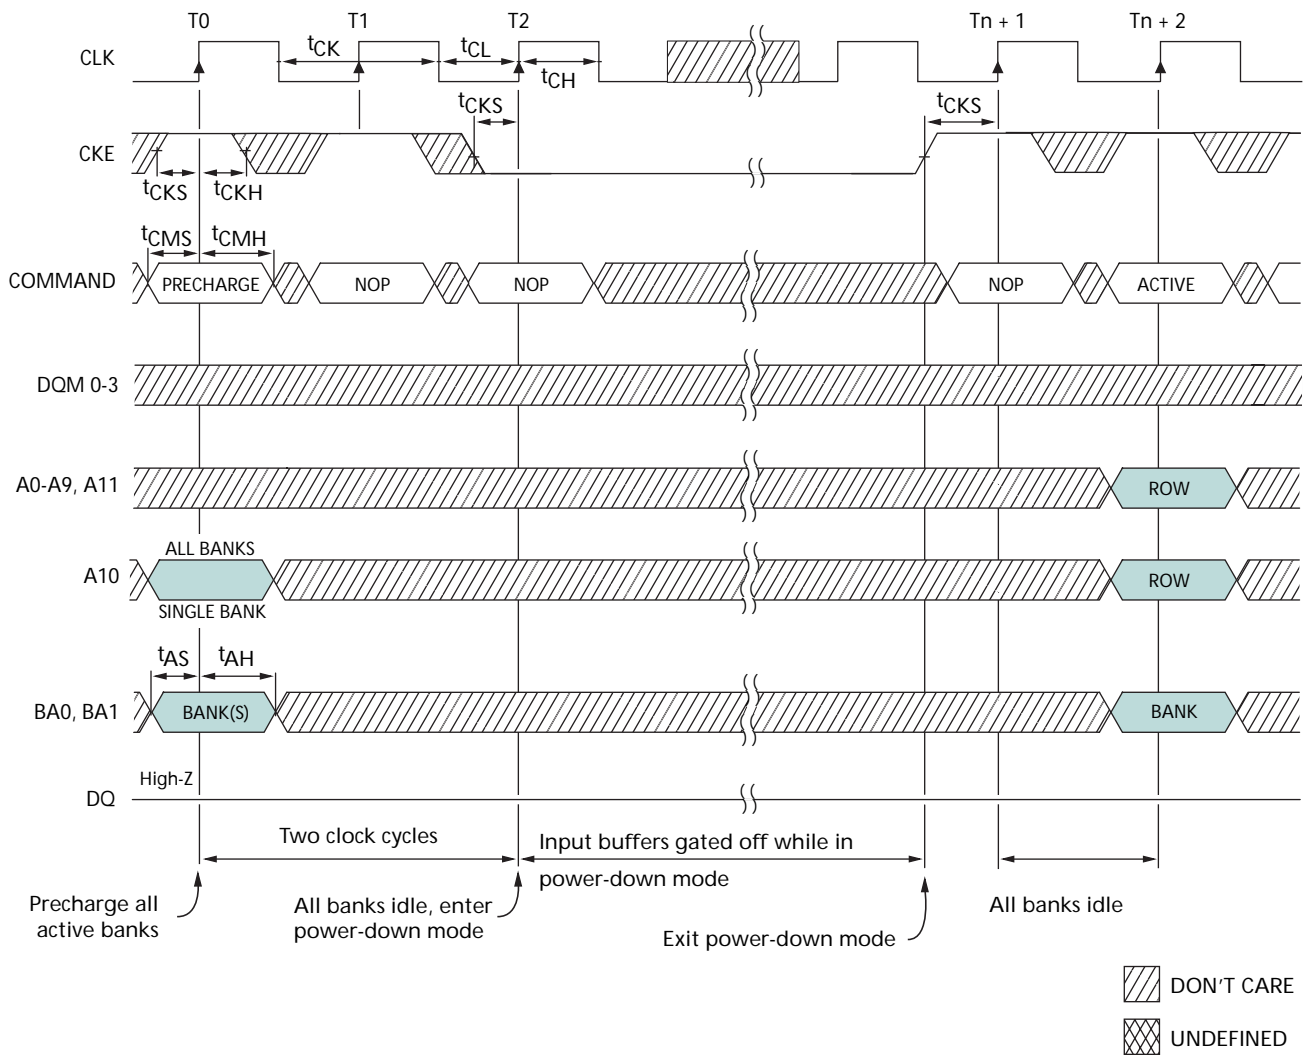 T0 T1 T2 Tn + 1 Tn + 2
CLK
tCK tCL
tCH
tCKS tCKS
CKE
tCKS tCKH
tCMS tCMH
COMMAND PRECHARGE NOP NOP NOP ACTIVE
DQM 0-3
A0-A9, A11 ROW
ALL BANKS
A10 ROW
SINGLE BANK
tAS tAH
BA0, BA1 BANK(S) BANK
High-Z
DQ
Two clock cycles
Input buffers gated off while in
power-down mode
Precharge all
active banks
All banks idle, enter
power-down mode
Exit power-down mode
All banks idle
DON'T CARE
UNDEFINED